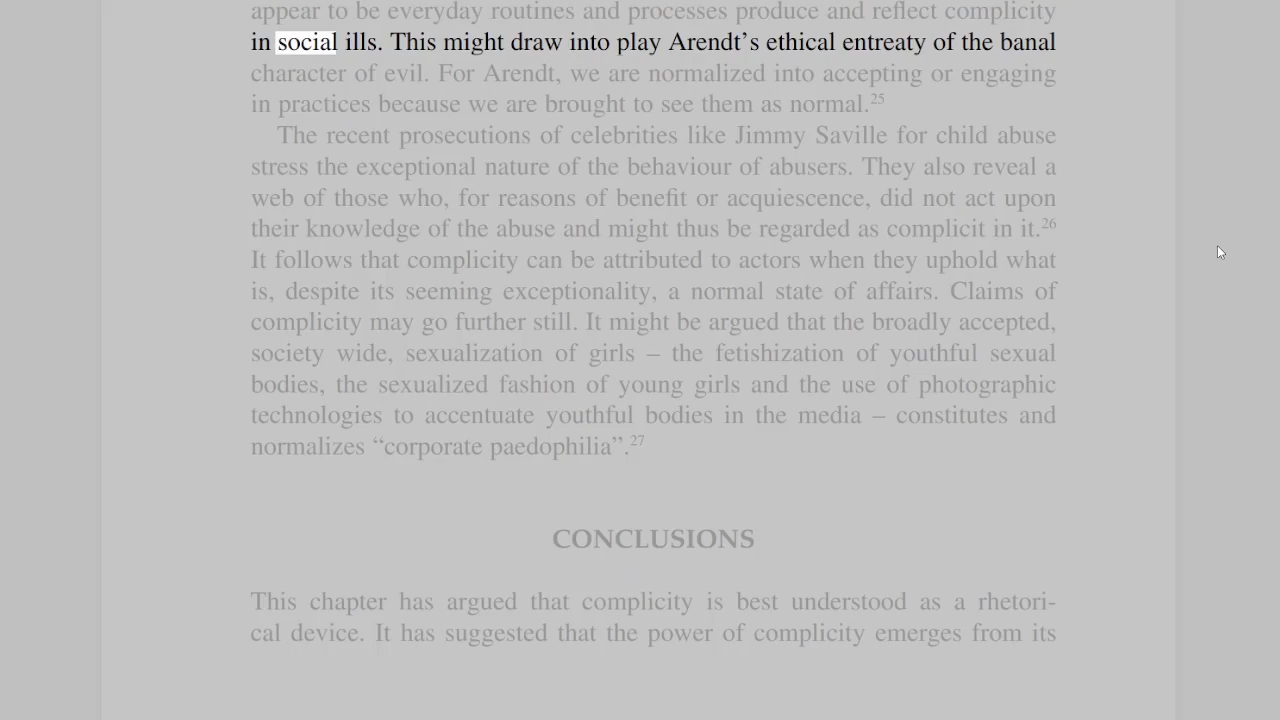 appear to be everyday routines and processes produce and reflect complicity
in social ills. This might draw into play Arendt’s ethical entreaty of the banal
character of evil. For Arendt, we are normalized into accepting or engaging
in practices because we are brought to see them as normal.25
The recent prosecutions of celebrities like Jimmy Saville for child abuse
stress the exceptional nature of the behaviour of abusers. They also reveal a
web of those who, for reasons of benefit or acquiescence, did not act upon
their knowledge of the abuse and might thus be regarded as complicit in it.26
It follows that complicity can be attributed to actors when they uphold what
is, despite its seeming exceptionality, a normal state of affairs. Claims of
complicity may go further still. It might be argued that the broadly accepted,
society wide, sexualization of girls – the fetishization of youthful sexual
bodies, the sexualized fashion of young girls and the use of photographic
technologies to accentuate youthful bodies in the media – constitutes and
normalizes “corporate paedophilia”.27
CONCLUSIONS
This chapter has argued that complicity is best understood as a rhetori-
cal device. It has suggested that the power of complicity emerges from its